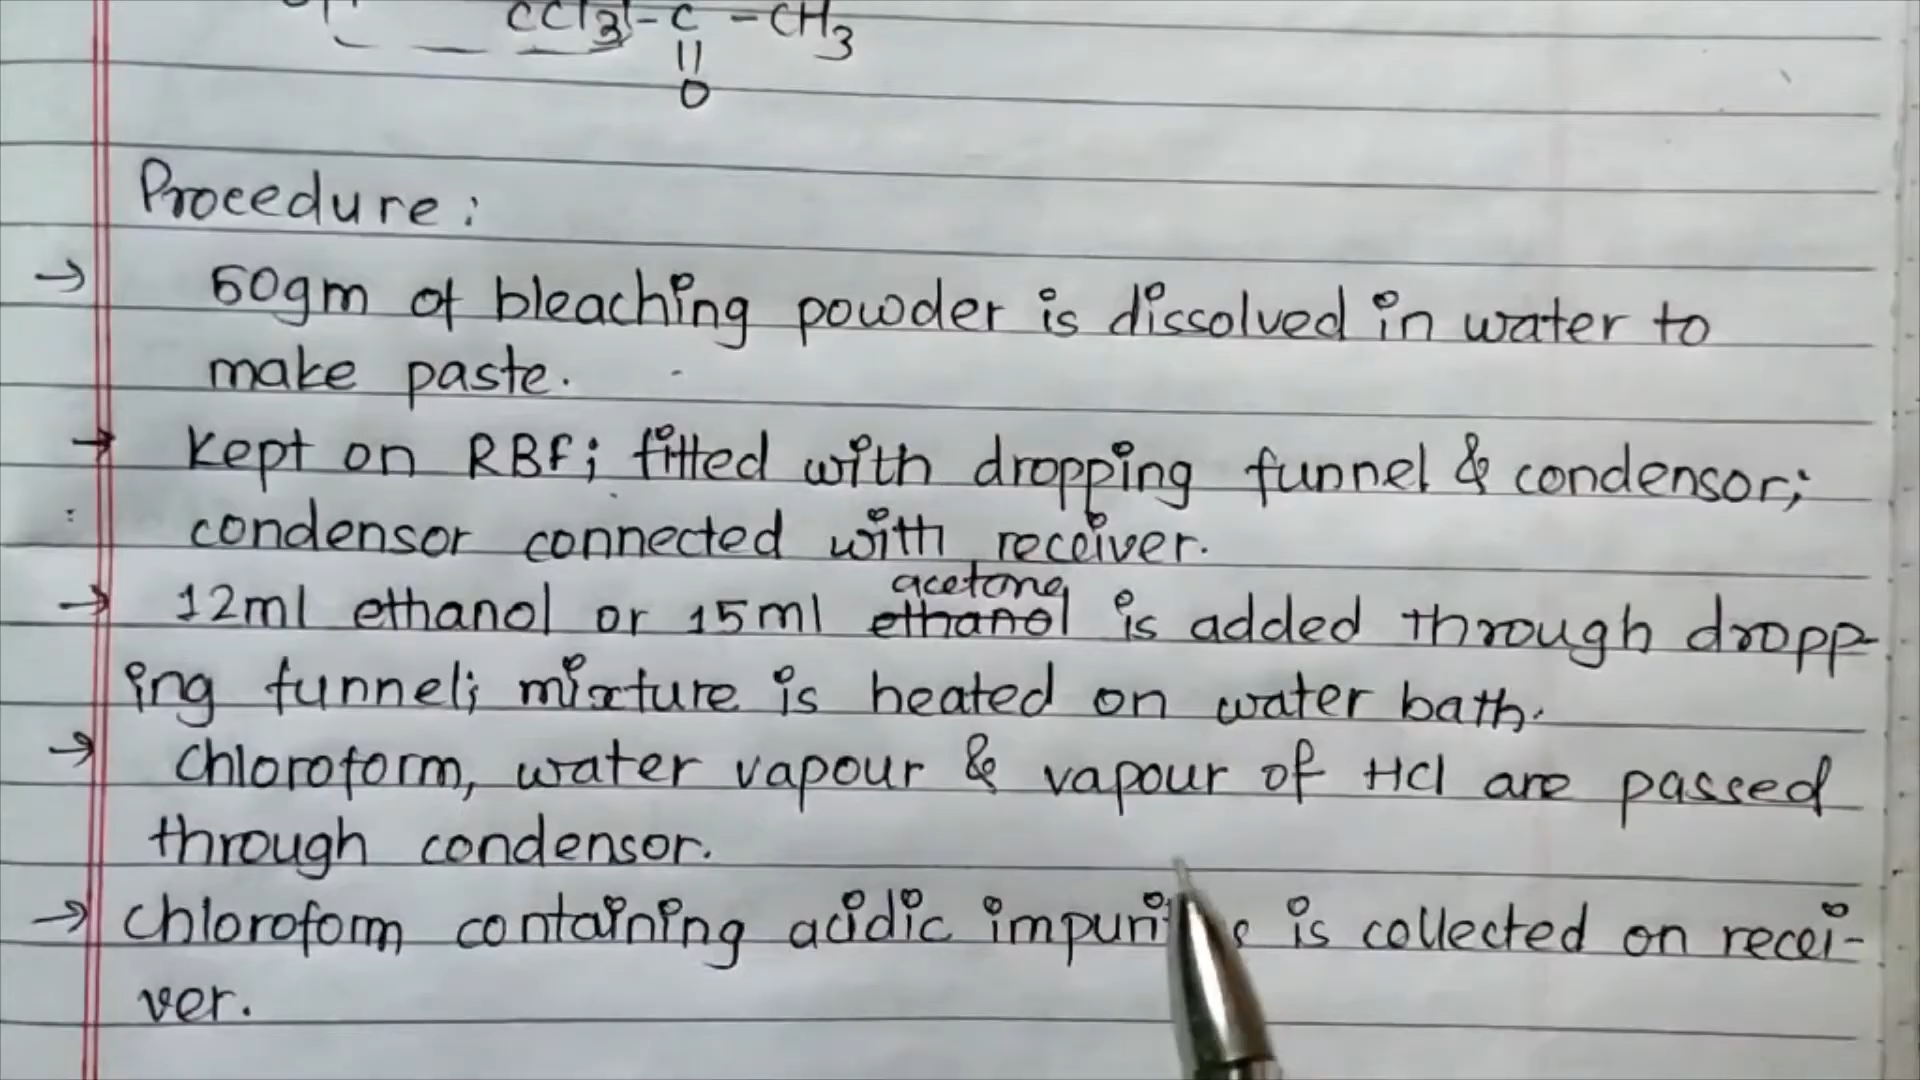 CCl3-C-CH3
||
O
Procedure:
→ 50gm of bleaching powder is dissolved in water to
make paste.
→ Kept on RBF; fitted with dropping funnel & condensor;
condensor connected with receiver.
acetone
→ 12ml ethanol or 15ml ethanol is added through dropp-
ing funnel; mixture is heated on water bath.
→ Chloroform, water vapour & vapour of HCl are passed
through condensor.
→ Chloroform containing acidic is collected on recei-
ver.